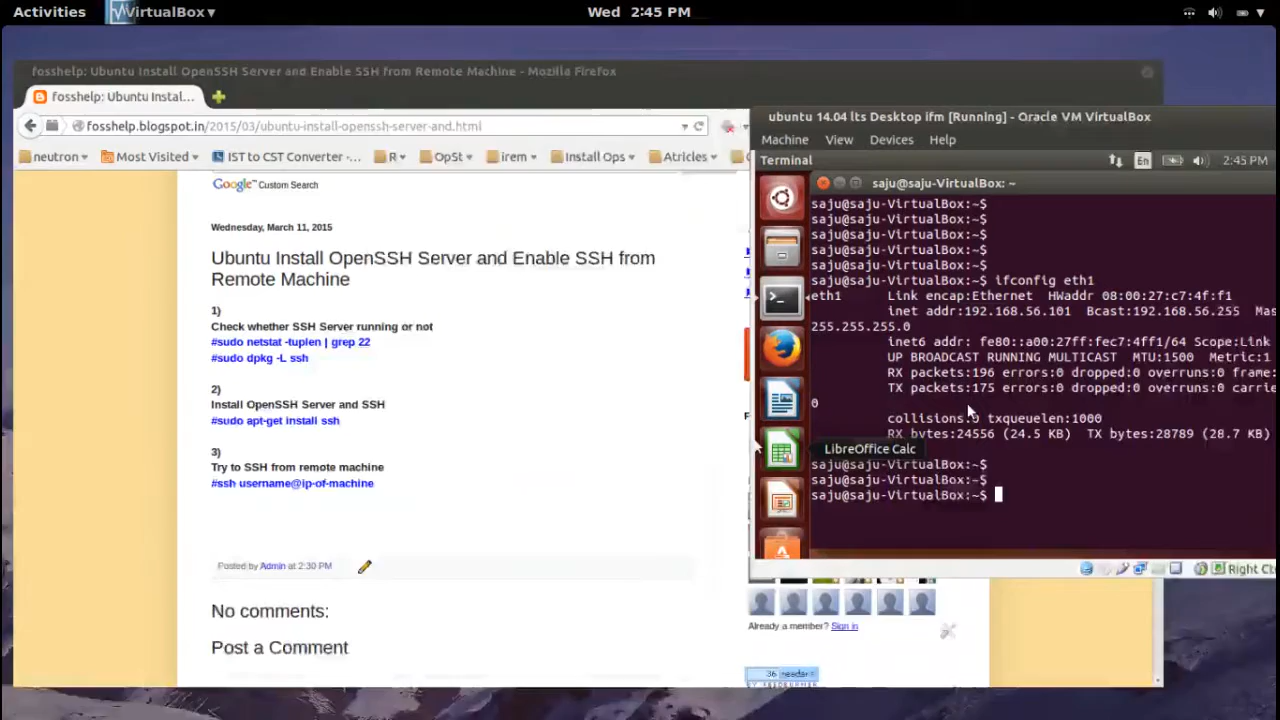 Activities VirtualBox ▾ Wed 2:45 PM
fosshelp: Ubuntu Install OpenSSH Server and Enable SSH from Remote Machine - Mozilla Firefox
fosshelp: Ubuntu Instal...
fosshelp.blogspot.in/2015/03/ubuntu-install-openssh-server-and.html
neutron Most Visited IST to CST Converter -... R OpSt irem Install Ops Atricles
Google™ Custom Search
Wednesday, March 11, 2015
Ubuntu Install OpenSSH Server and Enable SSH from
Remote Machine
1)
Check whether SSH Server running or not
#sudo netstat -tuplen | grep 22
#sudo dpkg -L ssh
2)
Install OpenSSH Server and SSH
#sudo apt-get install ssh
3)
Try to SSH from remote machine
#ssh username@ip-of-machine
Posted by Admin at 2:30 PM
No comments:
Post a Comment
Already a member? Sign in
36 readers
ubuntu 14.04 lts Desktop ifm [Running] - Oracle VM VirtualBox
Machine View Devices Help
Terminal En 2:45 PM
saju@saju-VirtualBox: ~
saju@saju-VirtualBox:~$
saju@saju-VirtualBox:~$
saju@saju-VirtualBox:~$
saju@saju-VirtualBox:~$
saju@saju-VirtualBox:~$
saju@saju-VirtualBox:~$ ifconfig eth1
eth1 Link encap:Ethernet HWaddr 08:00:27:c7:4f:f1
inet addr:192.168.56.101 Bcast:192.168.56.255 Mas
255.255.255.0
inet6 addr: fe80::a00:27ff:fec7:4ff1/64 Scope:Link
UP BROADCAST RUNNING MULTICAST MTU:1500 Metric:1
RX packets:196 errors:0 dropped:0 overruns:0 frame:
TX packets:175 errors:0 dropped:0 overruns:0 carrie
0
collisions:0 txqueuelen:1000
RX bytes:24556 (24.5 KB) TX bytes:28789 (28.7 KB)
LibreOffice Calc
saju@saju-VirtualBox:~$
saju@saju-VirtualBox:~$
saju@saju-VirtualBox:~$
Right Ct